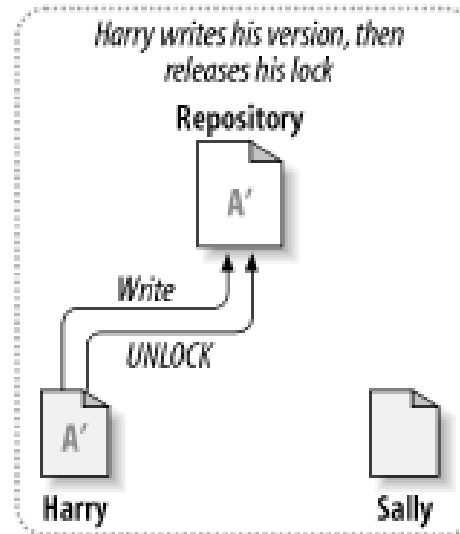 Harry writes his version, then
releases his lock
Repository
A′
Write
UNLOCK
A′
Harry
Sally